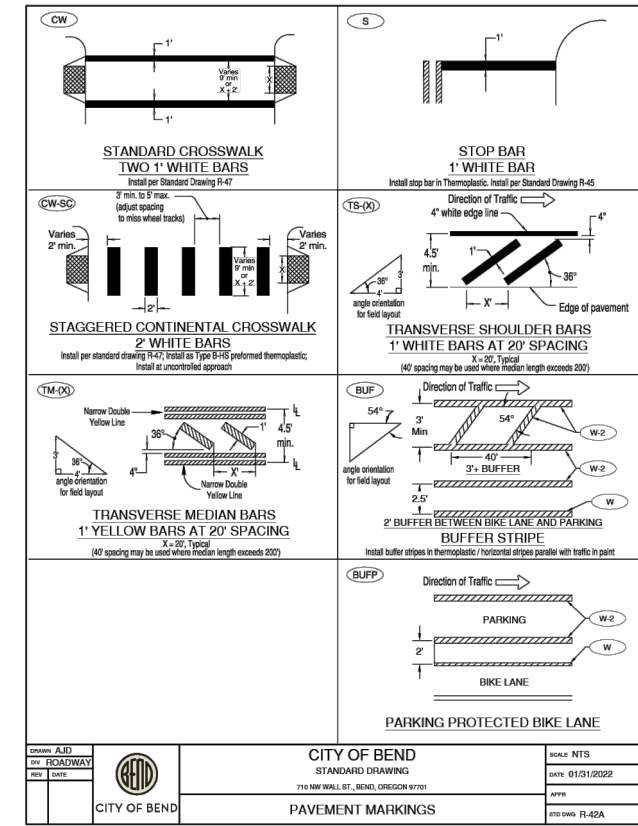 CW
1'
Varies
9' min
or
X + 2'
X
1'
STANDARD CROSSWALK
TWO 1' WHITE BARS
Install per Standard Drawing R-47
S
1'
STOP BAR
1' WHITE BAR
Install stop bar in Thermoplastic. Install per Standard Drawing R-45
CW-SC
3' min. to 5' max.
(adjust spacing
to miss wheel tracks)
Varies
2' min.
Varies
2' min.
Varies
9' min
or
X + 2'
X
2'
STAGGERED CONTINENTAL CROSSWALK
2' WHITE BARS
Install per standard drawing R-47; Install as Type B-HS preformed thermoplastic;
Install at uncontrolled approach
TS-(X)
Direction of Traffic
4" white edge line
4"
4.5'
min.
1'
36°
3'
4'
angle orientation
for field layout
36°
X'
Edge of pavement
TRANSVERSE SHOULDER BARS
1' WHITE BARS AT 20' SPACING
X = 20', Typical
(40' spacing may be used where median length exceeds 200')
TM-(X)
Narrow Double
Yellow Line
36°
1'
4.5'
min.
3'
36°
4'
angle orientation
for field layout
4"
X'
Narrow Double
Yellow Line
TRANSVERSE MEDIAN BARS
1' YELLOW BARS AT 20' SPACING
X = 20', Typical
(40' spacing may be used where median length exceeds 200')
BUF
Direction of Traffic
54°
3'
Min
54°
W-2
angle orientation
for field layout
40'
3'+ BUFFER
W-2
2.5'
W
2' BUFFER BETWEEN BIKE LANE AND PARKING
BUFFER STRIPE
Install buffer stripes in thermoplastic / horizontal stripes parallel with traffic in paint
BUFP
Direction of Traffic
PARKING
W-2
2'
W
BIKE LANE
PARKING PROTECTED BIKE LANE
DRAWN AJD
DIV ROADWAY
REV DATE
CITY OF BEND
CITY OF BEND
STANDARD DRAWING
710 NW WALL ST., BEND, OREGON 97701
PAVEMENT MARKINGS
SCALE NTS
DATE 01/31/2022
APPR
STD DWG R-42A